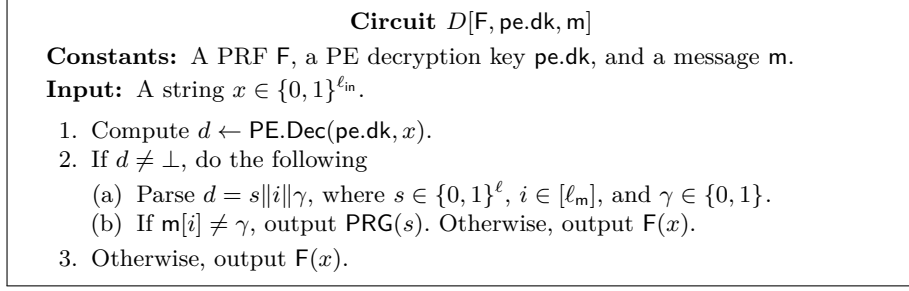 Circuit D[F, pe.dk, m]
Constants: A PRF F, a PE decryption key pe.dk, and a message m.
Input: A string x ∈ {0, 1}^{ℓ_in}.
1. Compute d ← PE.Dec(pe.dk, x).
2. If d ≠ ⊥, do the following
(a) Parse d = s∥i∥γ, where s ∈ {0, 1}^ℓ, i ∈ [ℓ_m], and γ ∈ {0, 1}.
(b) If m[i] ≠ γ, output PRG(s). Otherwise, output F(x).
3. Otherwise, output F(x).